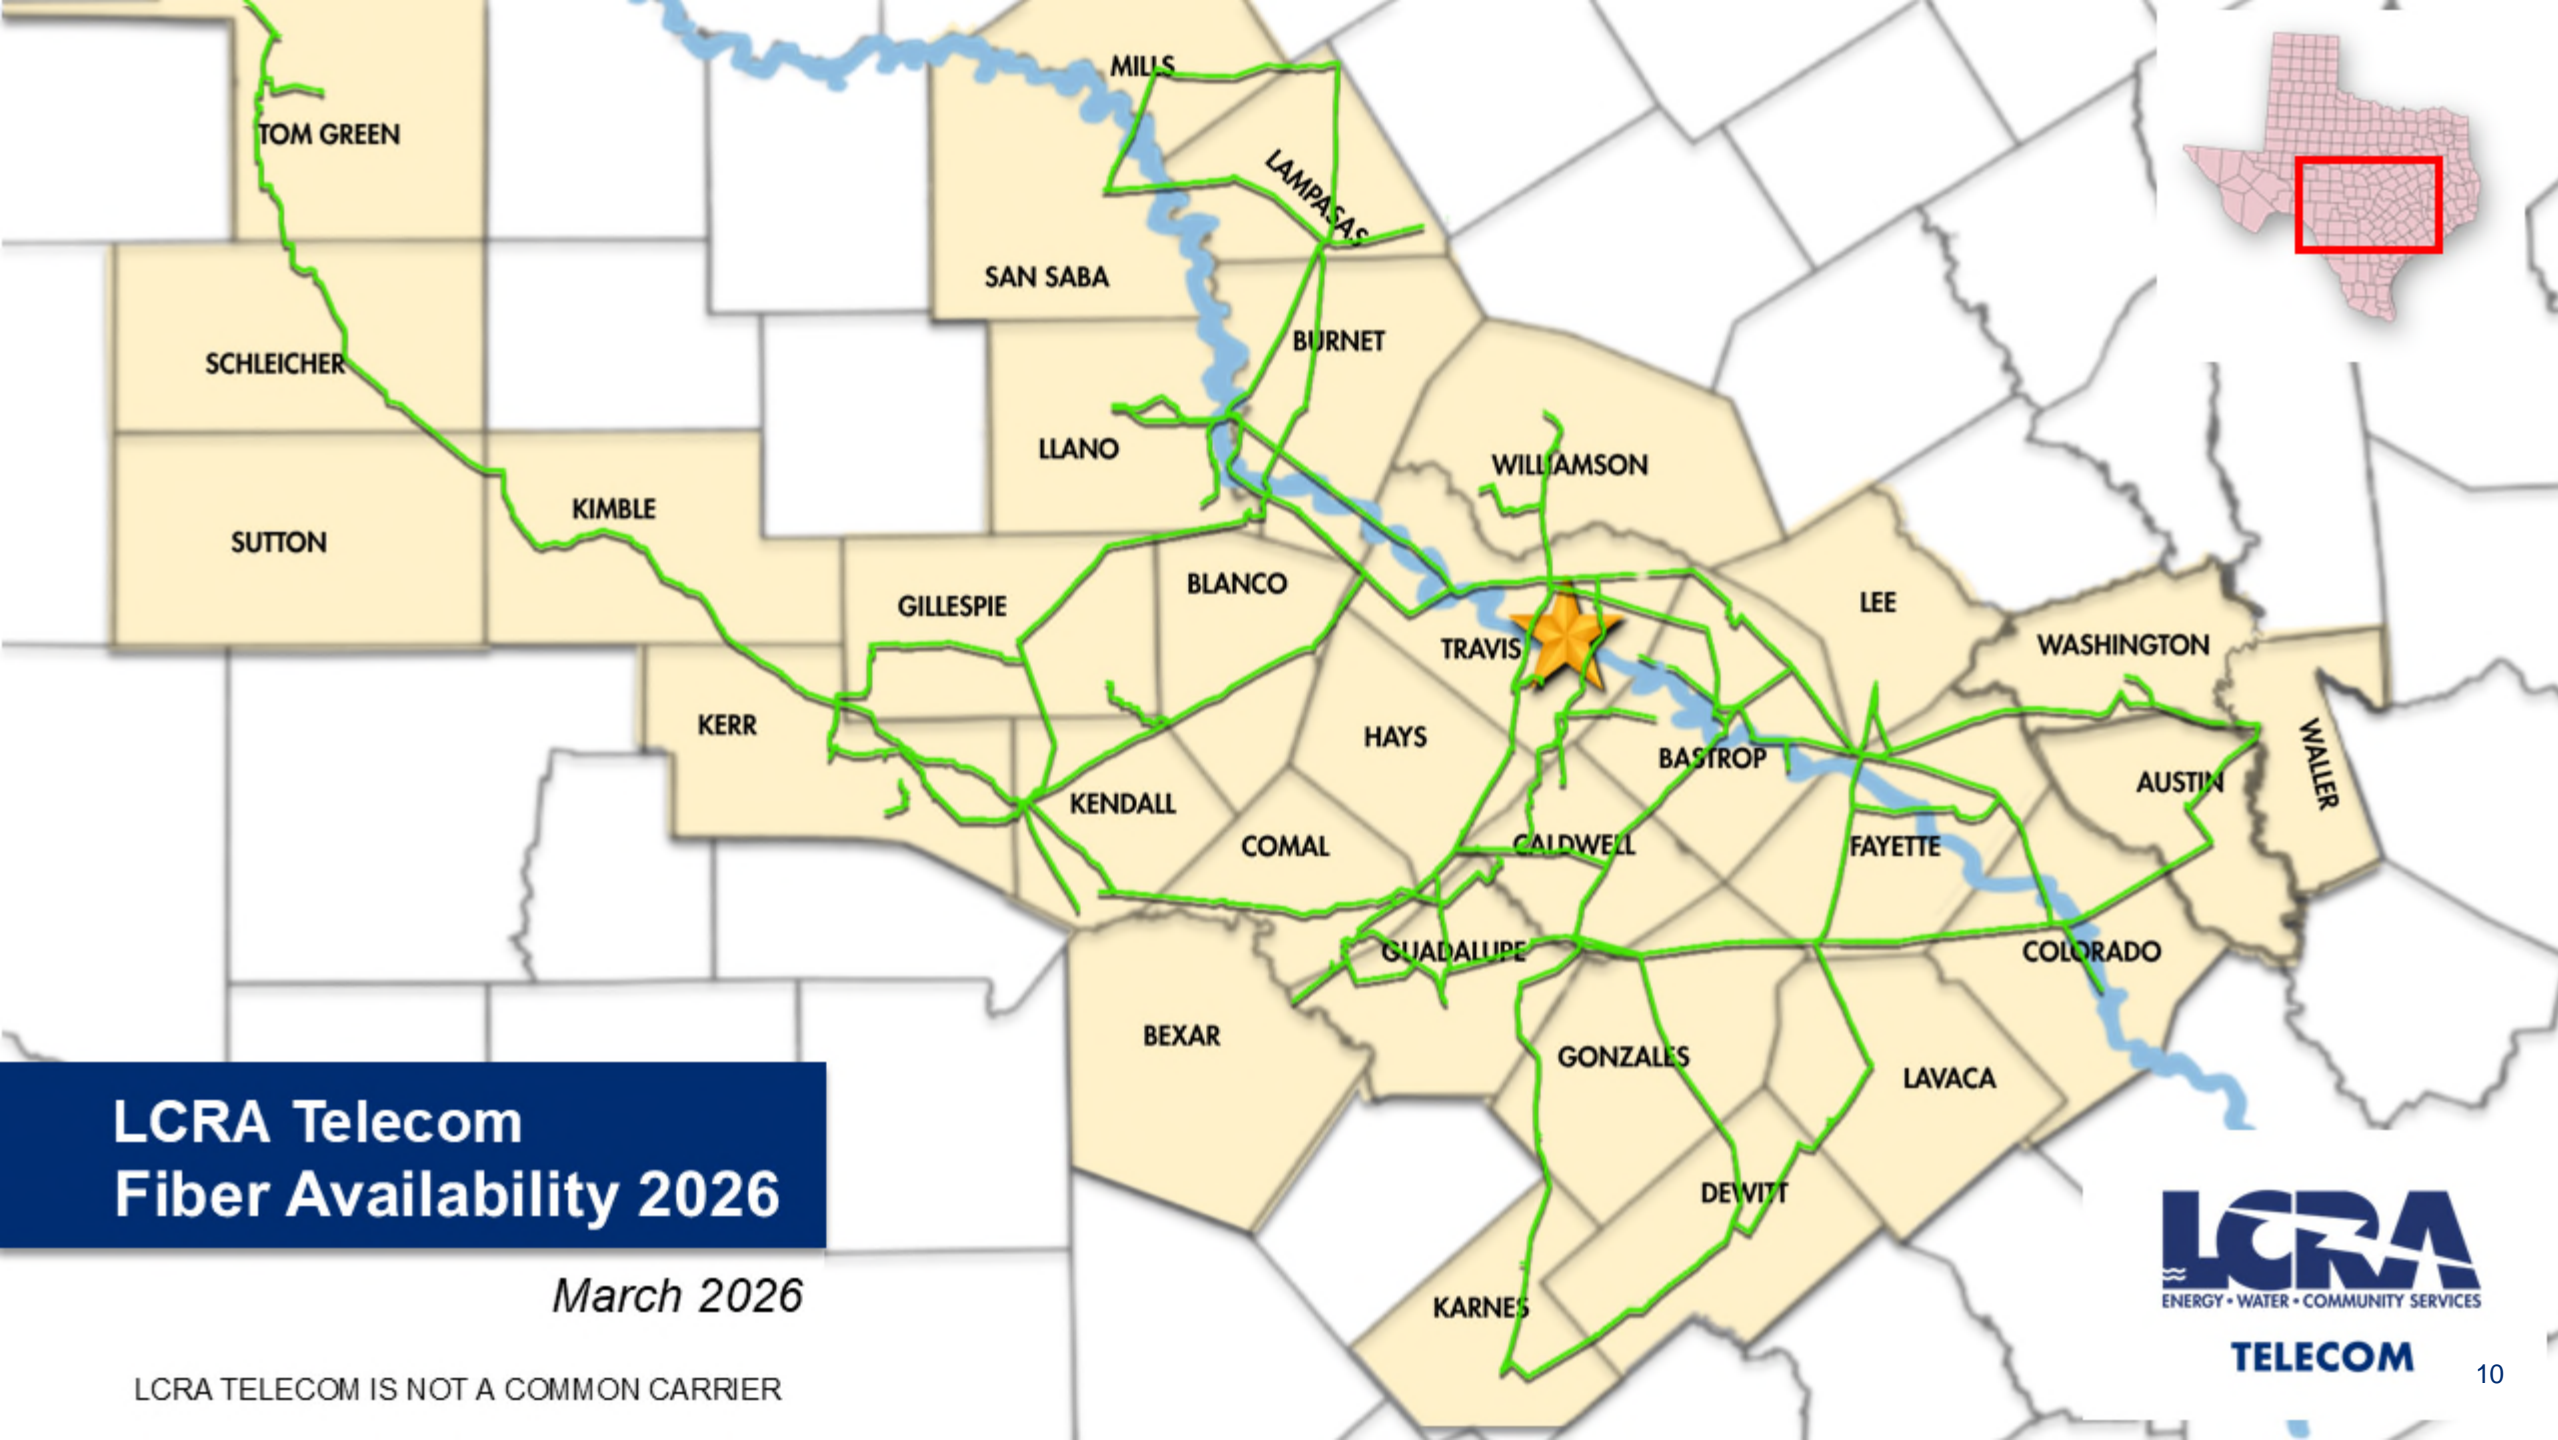 MILLS
TOM GREEN
LAMPASAS
SAN SABA
BURNET
SCHLEICHER
LLANO
WILLIAMSON
KIMBLE
SUTTON
BLANCO
GILLESPIE
LEE
TRAVIS
WASHINGTON
KERR
HAYS
BASTROP
WALLER
AUSTIN
KENDALL
COMAL
CALDWELL
FAYETTE
GUADALUPE
COLORADO
BEXAR
GONZALES
LAVACA
DEWITT
KARNES
LCRA Telecom
Fiber Availability 2026
March 2026
LCRA TELECOM IS NOT A COMMON CARRIER
LCRA
ENERGY • WATER • COMMUNITY SERVICES
TELECOM
10